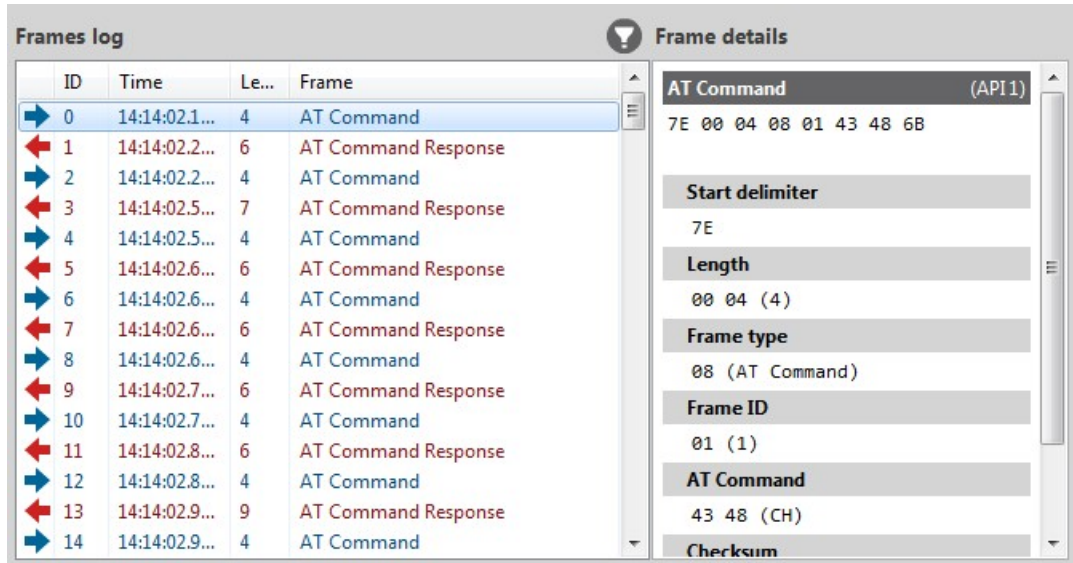 Frames log
ID Time Le... Frame
0 14:14:02.1... 4 AT Command
1 14:14:02.2... 6 AT Command Response
2 14:14:02.2... 4 AT Command
3 14:14:02.5... 7 AT Command Response
4 14:14:02.5... 4 AT Command
5 14:14:02.6... 6 AT Command Response
6 14:14:02.6... 4 AT Command
7 14:14:02.6... 6 AT Command Response
8 14:14:02.6... 4 AT Command
9 14:14:02.7... 6 AT Command Response
10 14:14:02.7... 4 AT Command
11 14:14:02.8... 6 AT Command Response
12 14:14:02.8... 4 AT Command
13 14:14:02.9... 9 AT Command Response
14 14:14:02.9... 4 AT Command
Frame details
AT Command (API 1)
7E 00 04 08 01 43 48 6B
Start delimiter
7E
Length
00 04 (4)
Frame type
08 (AT Command)
Frame ID
01 (1)
AT Command
43 48 (CH)
Checksum